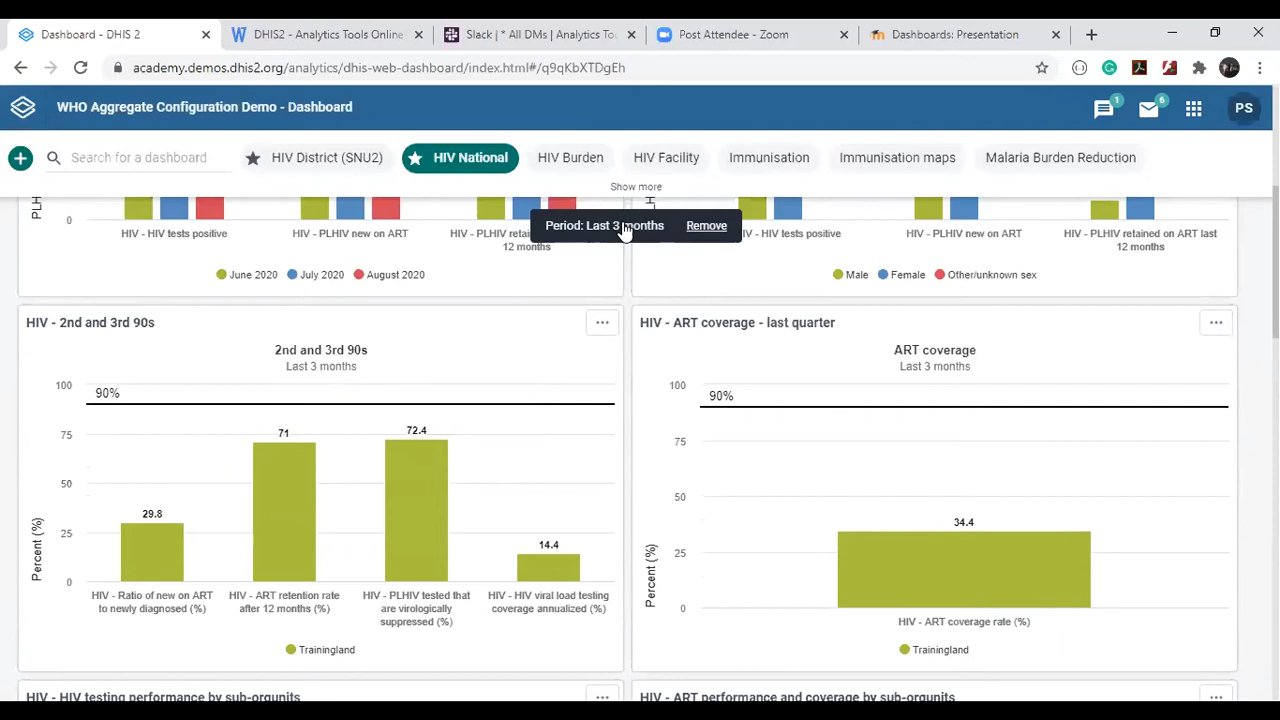 Dashboard - DHIS 2
DHIS2 - Analytics Tools Online
Slack | * All DMs | Analytics To
Post Attendee - Zoom
Dashboards: Presentation
academy.demos.dhis2.org/analytics/dhis-web-dashboard/index.html#/q9qKbXTDgEh
WHO Aggregate Configuration Demo - Dashboard
1
6
PS
Search for a dashboard
HIV District (SNU2)
HIV National
HIV Burden
HIV Facility
Immunisation
Immunisation maps
Malaria Burden Reduction
Show more
Period: Last 3 months Remove
PLHIV
0
HIV - HIV tests positive
HIV - PLHIV new on ART
HIV - PLHIV retained
12 months
June 2020
July 2020
August 2020
HIV tests positive
HIV - PLHIV new on ART
HIV - PLHIV retained on ART last
12 months
Male
Female
Other/unknown sex
HIV - 2nd and 3rd 90s
2nd and 3rd 90s
Last 3 months
100
90%
75
50
25
0
Percent (%)
29.8
71
72.4
14.4
HIV - Ratio of new on ART
to newly diagnosed (%)
HIV - ART retention rate
after 12 months (%)
HIV - PLHIV tested that
are virologically
suppressed (%)
HIV - HIV viral load testing
coverage annualized (%)
Trainingland
HIV - ART coverage - last quarter
ART coverage
Last 3 months
100
90%
75
50
25
0
Percent (%)
34.4
HIV - ART coverage rate (%)
Trainingland
HIV - HIV testing performance by sub-orgunits
HIV - ART performance and coverage by sub-orgunits